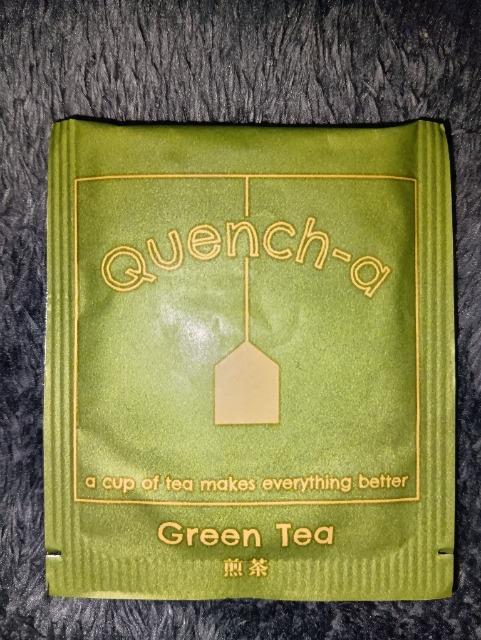 Quench-a
a cup of tea makes everything better
Green Tea
煎茶